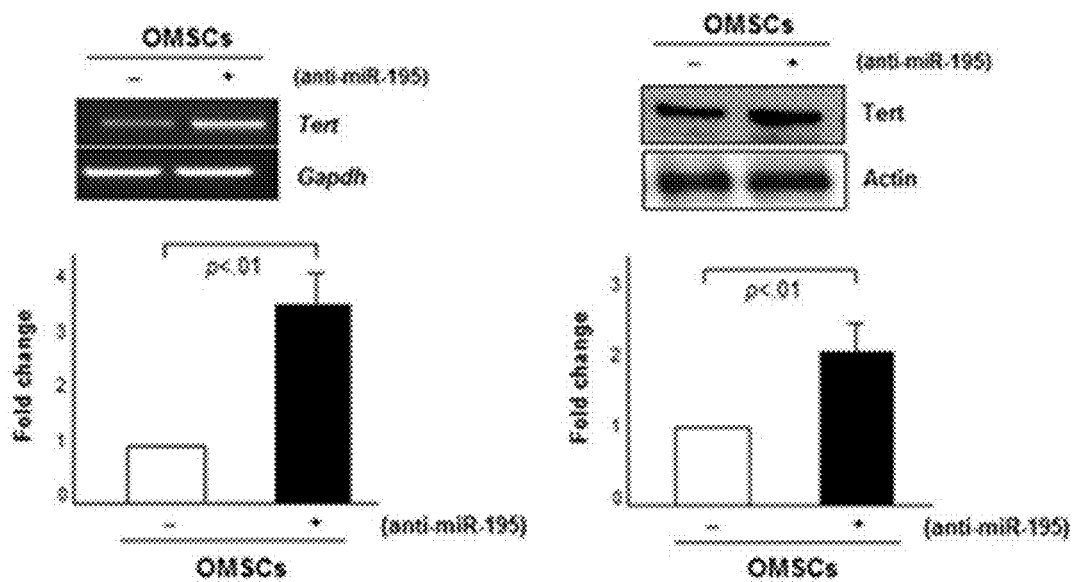 OMSCs
– + (anti-miR-195)
Tert
Gapdh
p<.01
4
3
2
1
0
Fold change
– + (anti-miR-195)
OMSCs
OMSCs
– + (anti-miR-195)
Tert
Actin
p<.01
3
2
1
0
Fold change
– + (anti-miR-195)
OMSCs